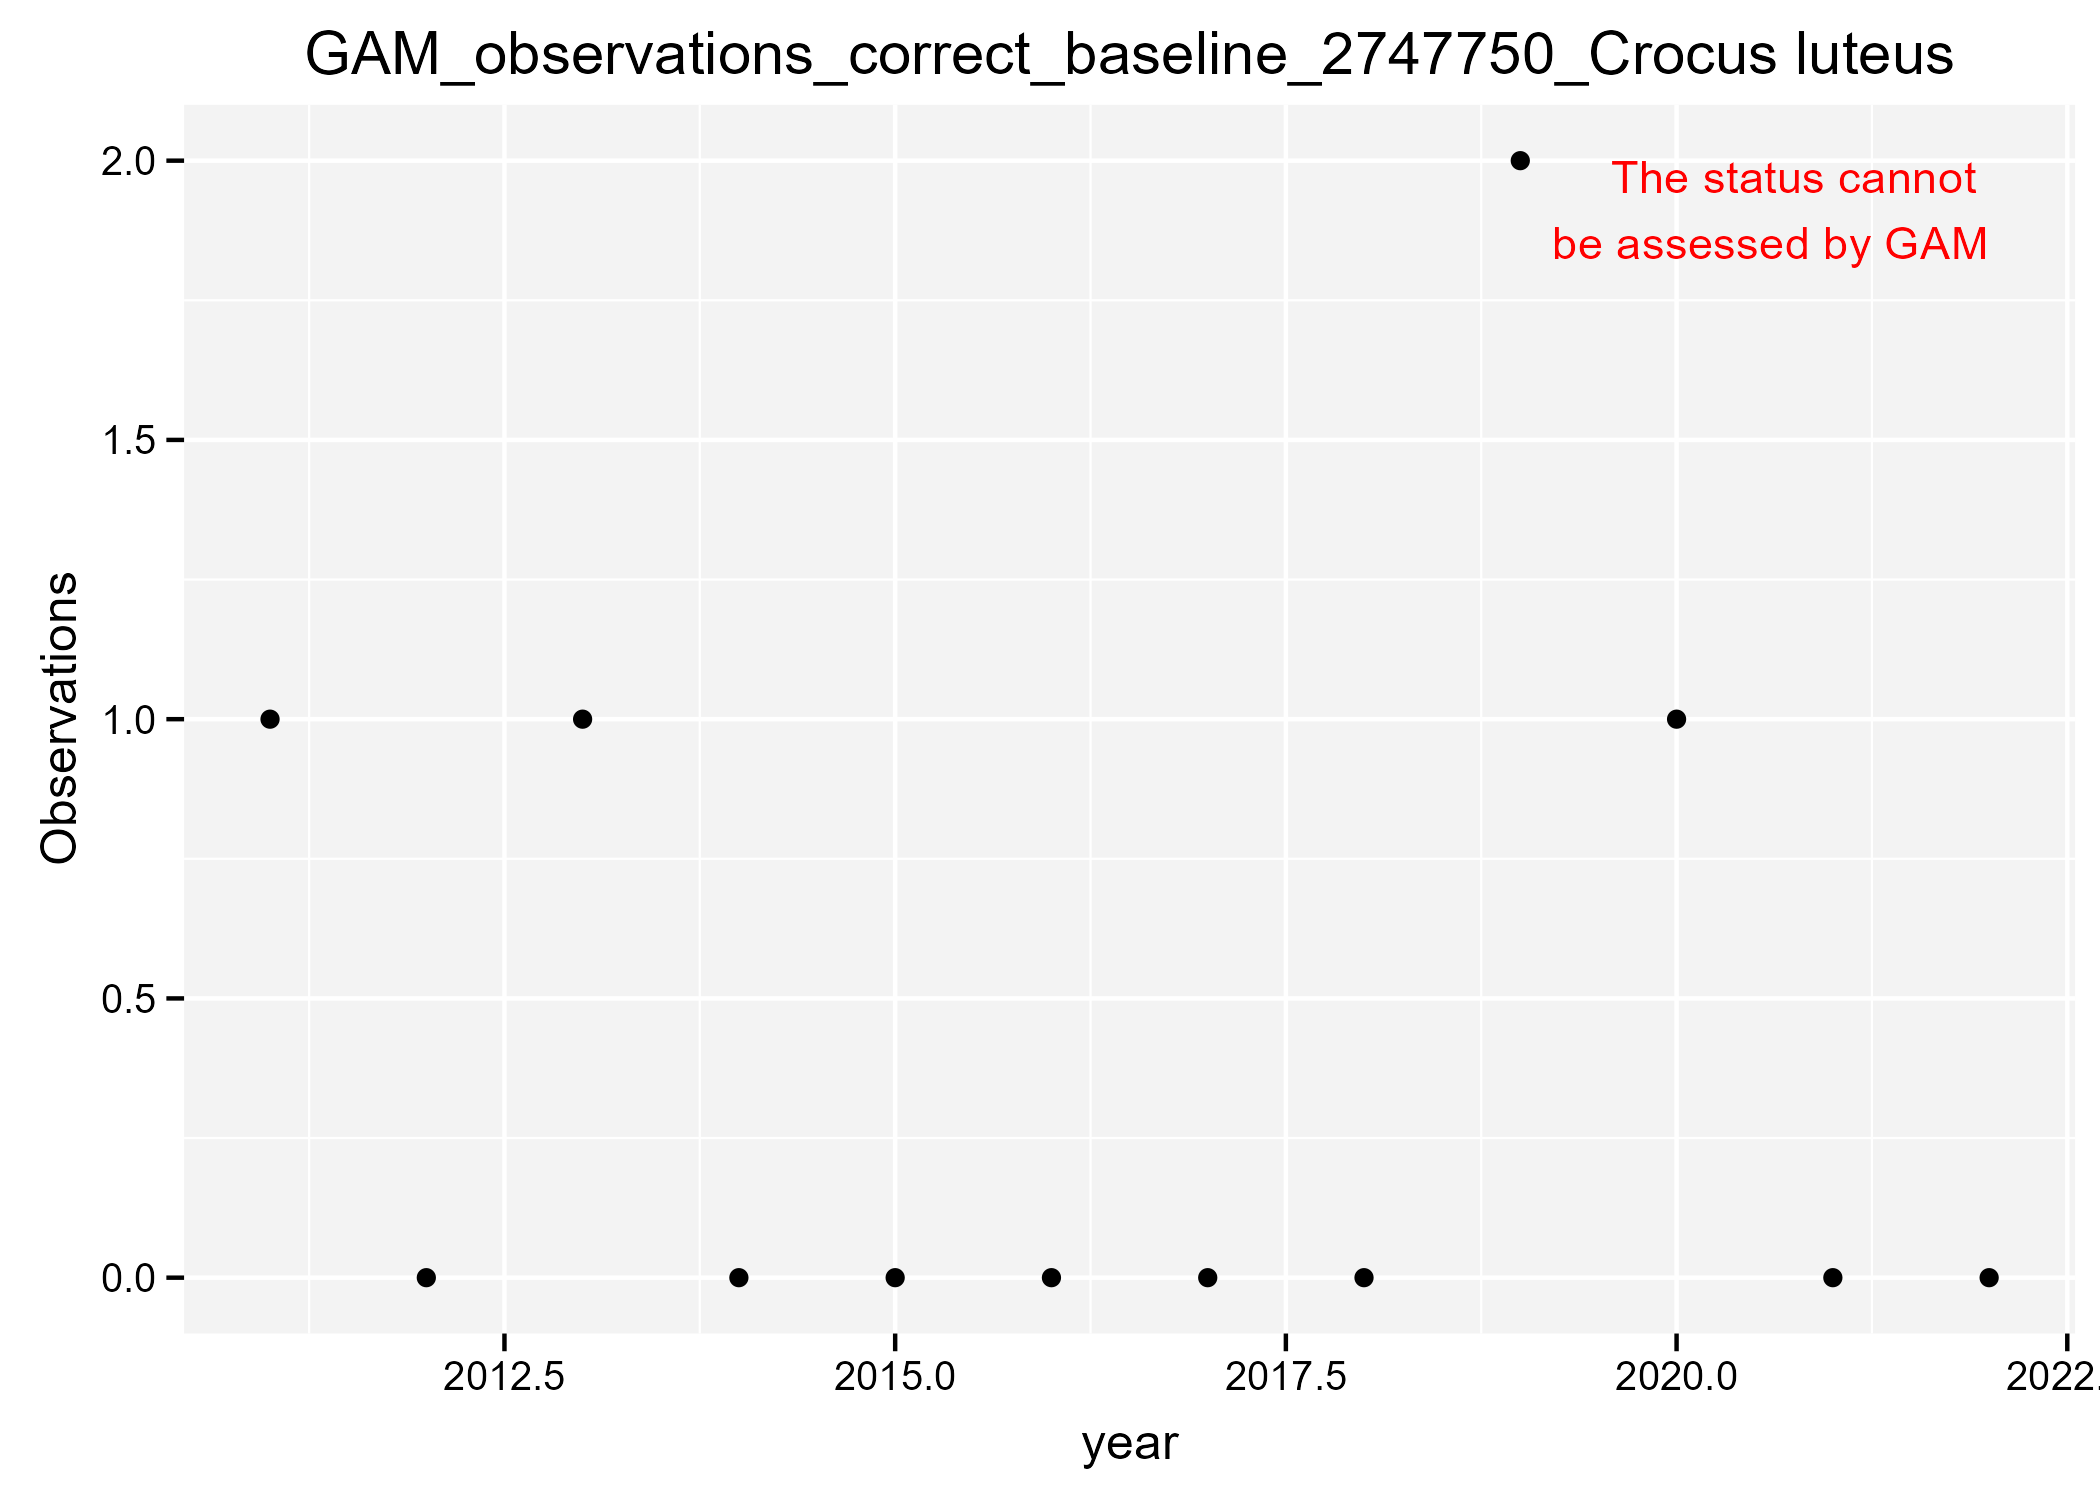 GAM_observations_correct_baseline_2747750_Crocus luteus
2.0
The status cannot
be assessed by GAM
1.5
Observations
1.0
0.5
0.0
2012.5
2015.0
2017.5
2020.0
2022.
year